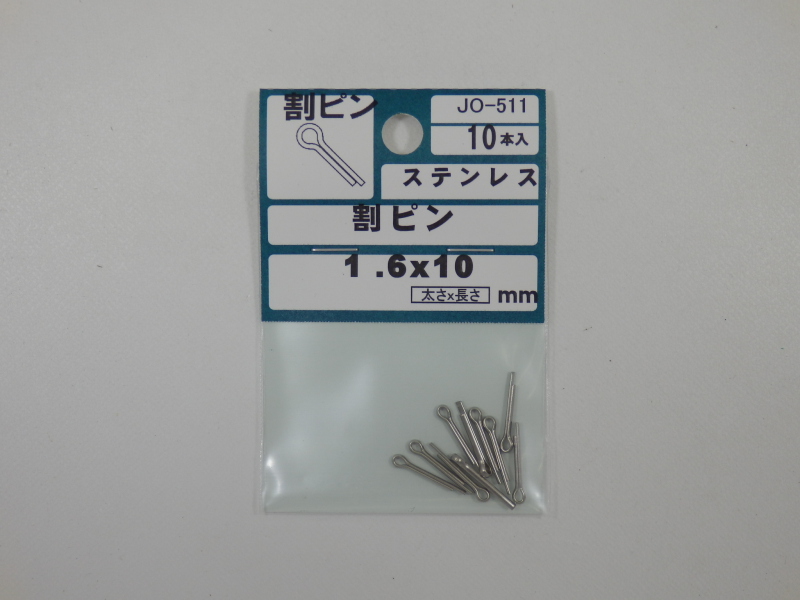 割ピン
JO-511
10本入
ステンレス
割ピン
1.6x10
太さx長さ mm